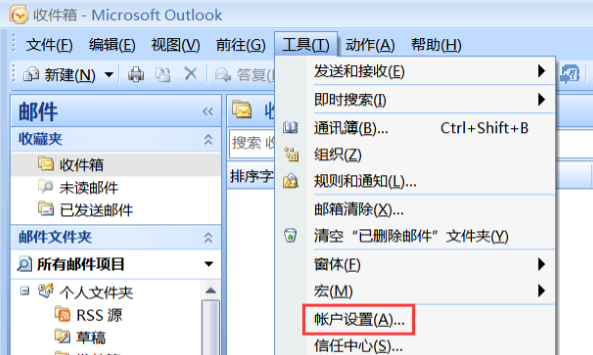 收件箱 - Microsoft Outlook
文件(F) 编辑(E) 视图(V) 前往(G) 工具(T) 动作(A) 帮助(H)
新建(N) 答复(
邮件
收藏夹
收件箱
未读邮件
已发送邮件
邮件文件夹
所有邮件项目
个人文件夹
RSS 源
草稿
搜索 收
排序字
发送和接收(E)
即时搜索(I)
通讯簿(B)... Ctrl+Shift+B
组织(Z)
规则和通知(L)...
邮箱清除(X)...
清空“已删除邮件”文件夹(Y)
窗体(F)
宏(M)
帐户设置(A)...
信任中心(S)...